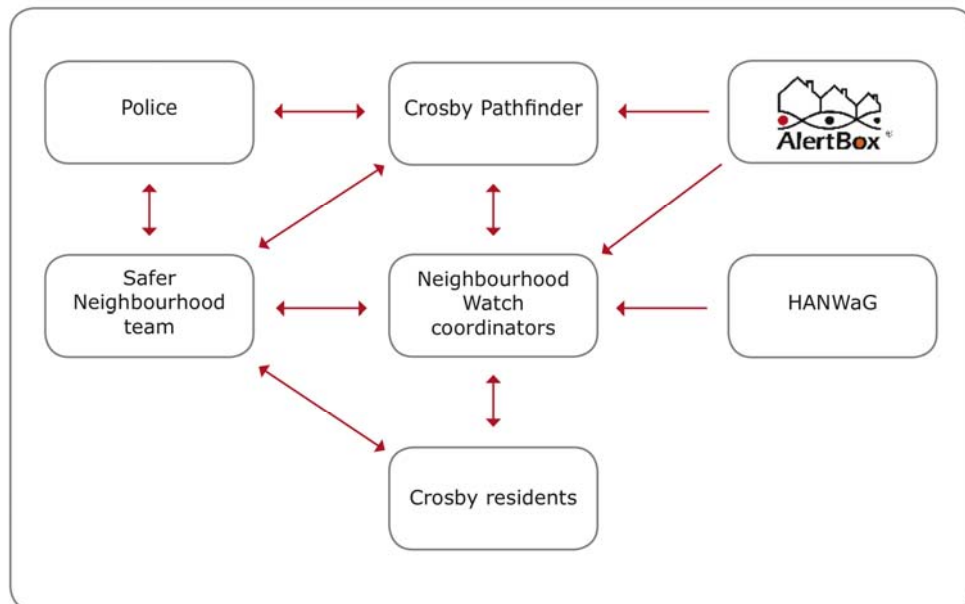 Police
Crosby Pathfinder
AlertBox
Safer
Neighbourhood
team
Neighbourhood
Watch
coordinators
HANWaG
Crosby residents